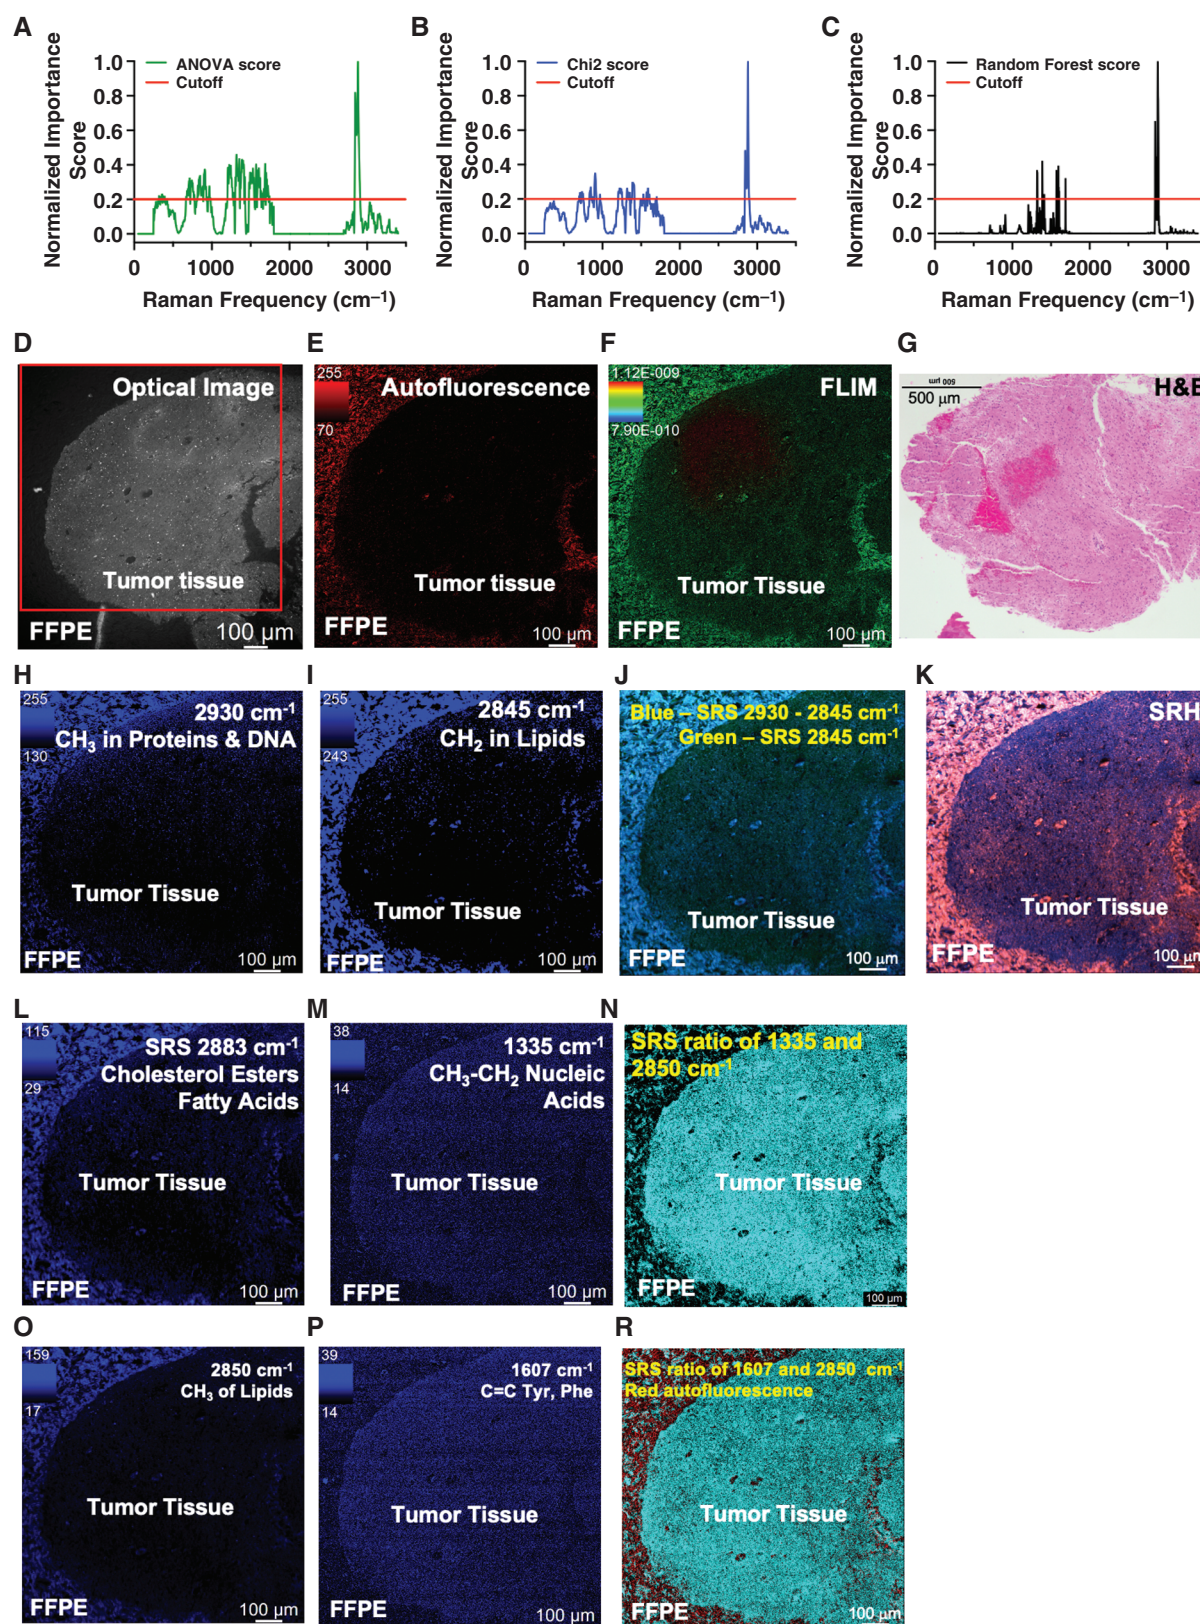 A
B
C
Normalized Importance
Score
ANOVA score
Cutoff
1.0
0.8
0.6
0.4
0.2
0.0
0
1000
2000
3000
Raman Frequency (cm–1)
Normalized Importance
Score
Chi2 score
Cutoff
1.0
0.8
0.6
0.4
0.2
0.0
0
1000
2000
3000
Raman Frequency (cm–1)
Normalized Importance
Score
Random Forest score
Cutoff
1.0
0.8
0.6
0.4
0.2
0.0
0
1000
2000
3000
Raman Frequency (cm–1)
D
Optical Image
Tumor tissue
FFPE
100 µm
E
255
70
Autofluorescence
Tumor tissue
FFPE
100 µm
F
1.12E-009
7.90E-010
FLIM
Tumor Tissue
FFPE
100 µm
G
500 µm
500 µm
H&E
H
255
130
2930 cm-1
CH3 in Proteins & DNA
Tumor Tissue
FFPE
100 µm
I
255
243
2845 cm-1
CH2 in Lipids
Tumor Tissue
FFPE
100 µm
J
Blue – SRS 2930 - 2845 cm-1
Green – SRS 2845 cm-1
Tumor Tissue
FFPE
100 µm
K
SRH
Tumor Tissue
FFPE
100 µm
L
115
29
SRS 2883 cm-1
Cholesterol Esters
Fatty Acids
Tumor Tissue
FFPE
100 µm
M
38
14
1335 cm-1
CH3-CH2 Nucleic
Acids
Tumor Tissue
FFPE
100 µm
N
SRS ratio of 1335 and
2850 cm-1
Tumor Tissue
FFPE
100 µm
O
159
17
2850 cm-1
CH3 of Lipids
Tumor Tissue
FFPE
100 µm
P
39
14
1607 cm-1
C=C Tyr, Phe
Tumor Tissue
FFPE
100 µm
R
SRS ratio of 1607 and 2850 cm-1
Red autofluorescence
Tumor Tissue
FFPE
100 µm